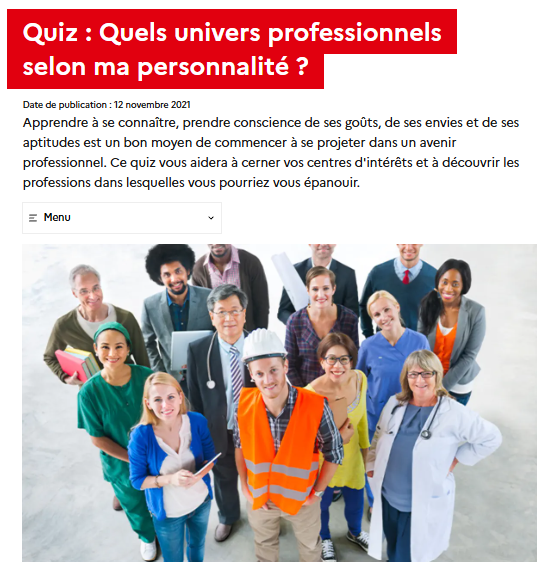 Quiz : Quels univers professionnels
selon ma personnalité ?
Date de publication : 12 novembre 2021
Apprendre à se connaître, prendre conscience de ses goûts, de ses envies et de ses
aptitudes est un bon moyen de commencer à se projeter dans un avenir
professionnel. Ce quiz vous aidera à cerner vos centres d'intérêts et à découvrir les
professions dans lesquelles vous pourriez vous épanouir.
Menu